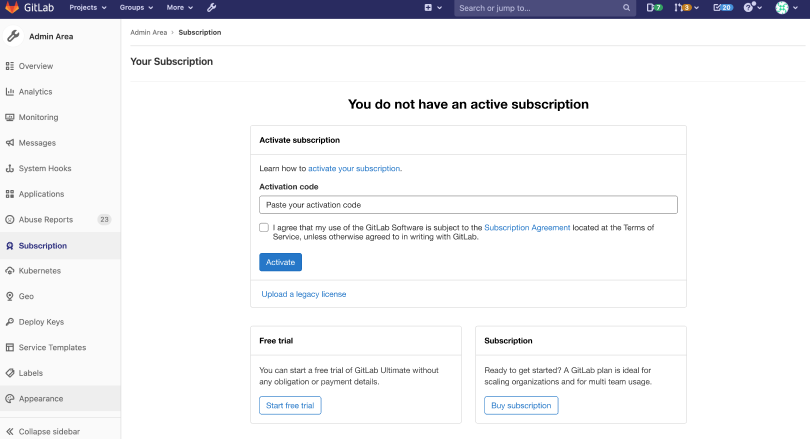 GitLab Projects Groups More Search or jump to... 7 3 20 ?
Admin Area
Admin Area > Subscription
Overview
Your Subscription
Analytics
You do not have an active subscription
Monitoring
Activate subscription
Messages
System Hooks
Learn how to activate your subscription.
Activation code
Applications
Paste your activation code
Abuse Reports 23
I agree that my use of the GitLab Software is subject to the Subscription Agreement located at the Terms of
Service, unless otherwise agreed to in writing with GitLab.
Subscription
Activate
Kubernetes
Upload a legacy license
Geo
Deploy Keys
Free trial
Subscription
Service Templates
You can start a free trial of GitLab Ultimate without
any obligation or payment details.
Ready to get started? A GitLab plan is ideal for
scaling organizations and for multi team usage.
Labels
Appearance
Start free trial
Buy subscription
Collapse sidebar